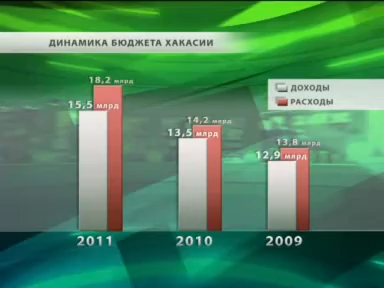 ДИНАМИКА БЮДЖЕТА ХАКАСИИ
ДОХОДЫ
РАСХОДЫ
18,2 млрд
15,5 млрд
14,2 млрд
13,5 млрд
13,8 млрд
12,9 млрд
2011 2010 2009